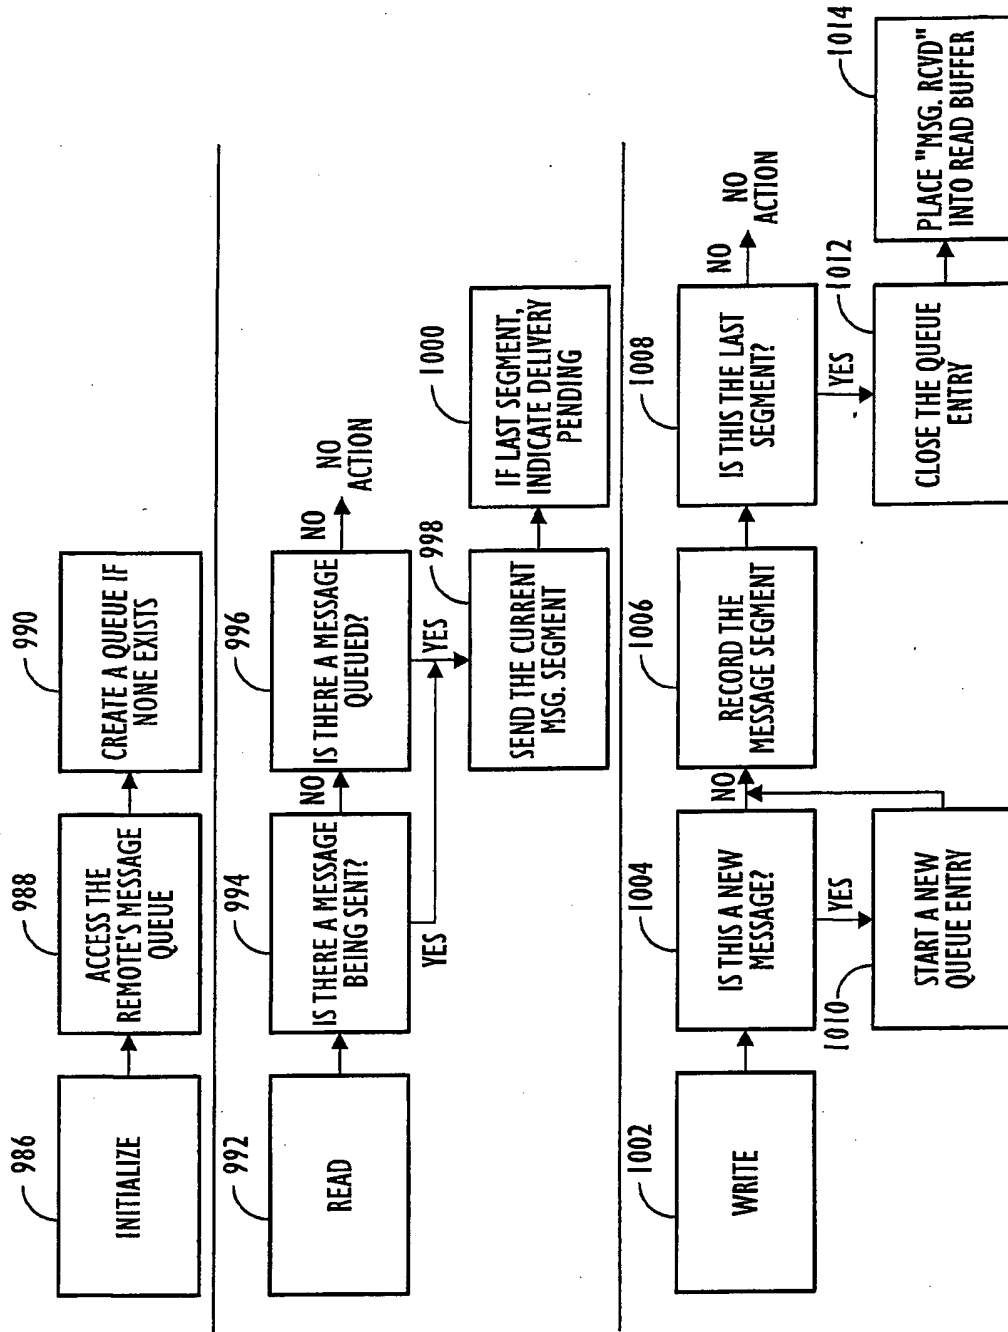 986
INITIALIZE
988
ACCESS THE
REMOTE'S MESSAGE
QUEUE
990
CREATE A QUEUE IF
NONE EXISTS
992
READ
994
IS THERE A MESSAGE
BEING SENT?
NO
YES
996
IS THERE A MESSAGE
QUEUED?
NO
NO
ACTION
YES
998
SEND THE CURRENT
MSG. SEGMENT
1000
IF LAST SEGMENT,
INDICATE DELIVERY
PENDING
1002
WRITE
1004
IS THIS A NEW
MESSAGE?
NO
YES
1010
START A NEW
QUEUE ENTRY
1006
RECORD THE
MESSAGE SEGMENT
1008
IS THIS THE LAST
SEGMENT?
NO
NO
ACTION
YES
1012
CLOSE THE QUEUE
ENTRY
1014
PLACE "MSG. RCVD"
INTO READ BUFFER